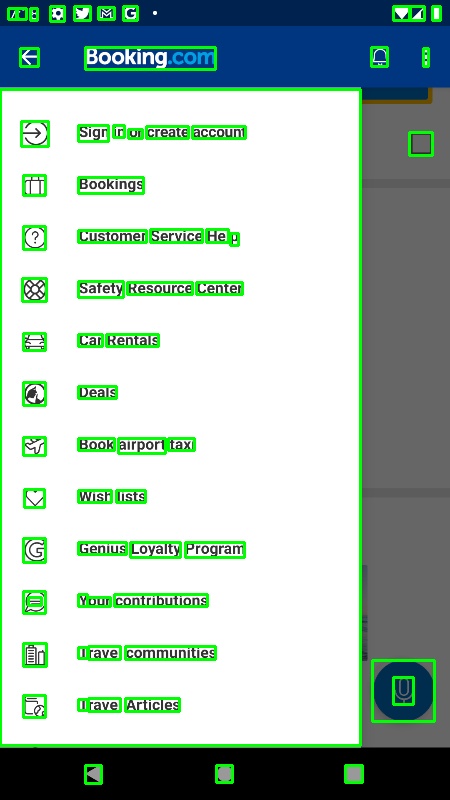 Booking.com
Sign in or create account
Bookings
Customer Service Help
Safety Resource Center
Car Rentals
Deals
Book airport taxi
Wish lists
Genius Loyalty Program
Your contributions
Travel communities
Travel Articles